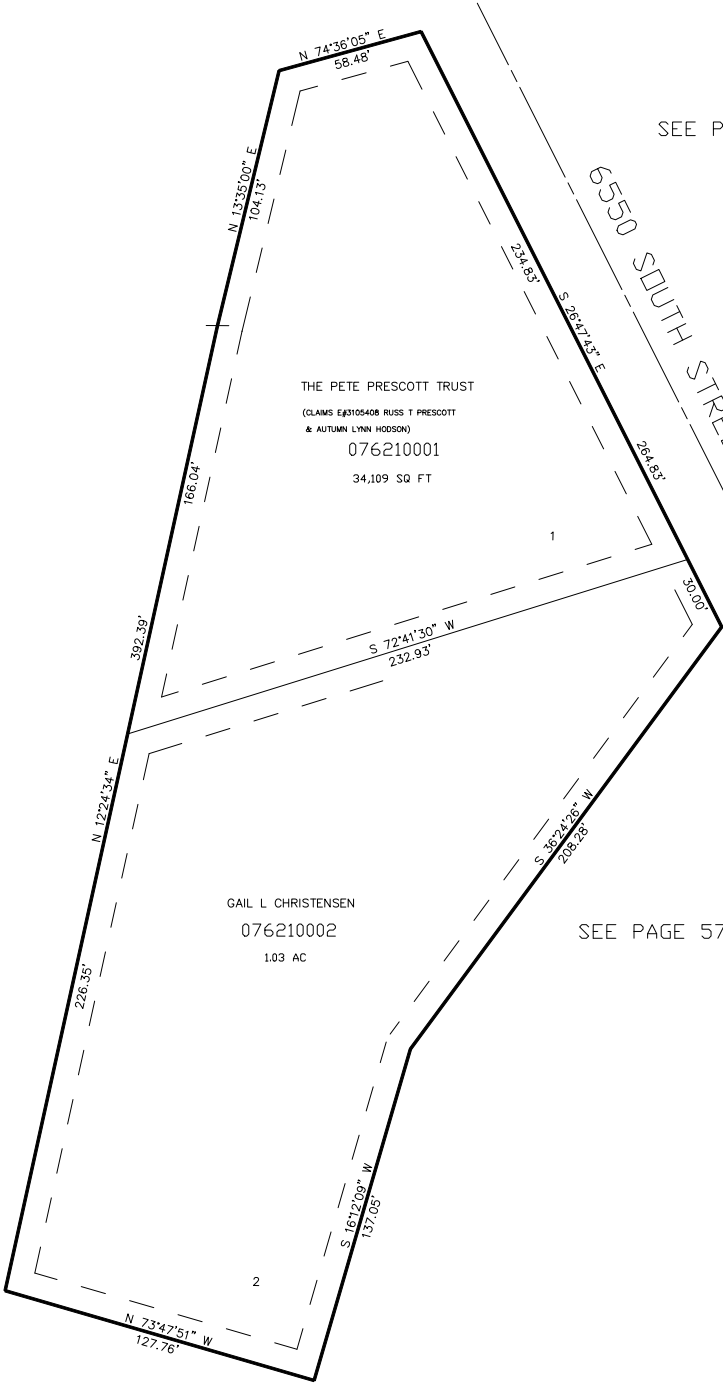 N 74°36'05" E
58.48'
SEE P
N 13°35'00" E
104.13'
6550 SOUTH STREE
234.83'
S 26°47'43" E
THE PETE PRESCOTT TRUST
(CLAIMS E#3105408 RUSS T PRESCOTT
& AUTUMN LYNN HODSON)
076210001
34,109 SQ FT
264.83'
166.04'
1
30.00'
392.39'
S 72°41'30" W
232.93'
N 12°24'34" E
S 36°24'26" W
208.28'
GAIL L CHRISTENSEN
076210002
1.03 AC
SEE PAGE 57
226.35'
S 16°12'09" W
137.05'
2
N 73°47'51" W
127.76'